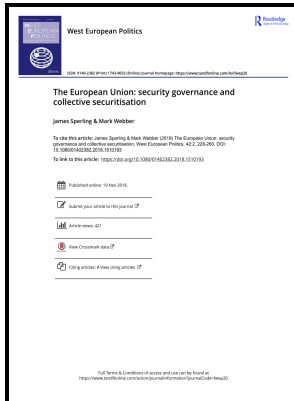 Routledge
West European Politics
ISSN: 0140-2382 (Print) 1743-9655 (Online) Journal homepage: https://www.tandfonline.com/loi/fwep20
The European Union: security governance and
collective securitisation
James Sperling & Mark Webber
To cite this article: James Sperling & Mark Webber (2019) The European Union: security
governance and collective securitisation, West European Politics, 42:2, 228-260, DOI:
10.1080/01402382.2018.1510193
To link to this article: https://doi.org/10.1080/01402382.2018.1510193
Published online: 19 Nov 2018.
Submit your article to this journal
Article views: 421
View Crossmark data
Citing articles: 8 View citing articles
Full Terms & Conditions of access and use can be found at
https://www.tandfonline.com/action/journalInformation?journalCode=fwep20